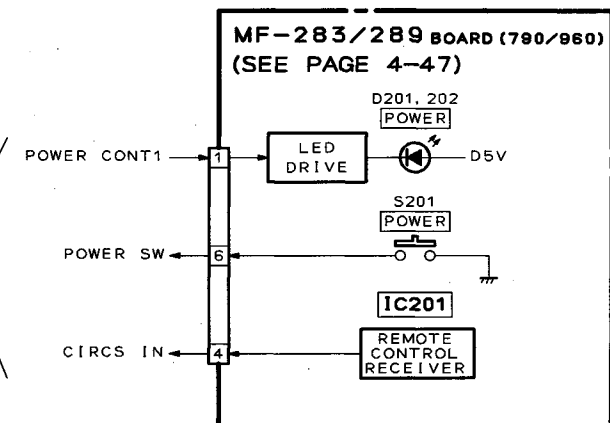 MF-283/289 BOARD (790/960)
(SEE PAGE 4-47)
D201, 202
POWER
POWER CONT1
1
LED
DRIVE
D5V
S201
POWER
POWER SW
6
IC201
CIRCS IN
4
REMOTE
CONTROL
RECEIVER